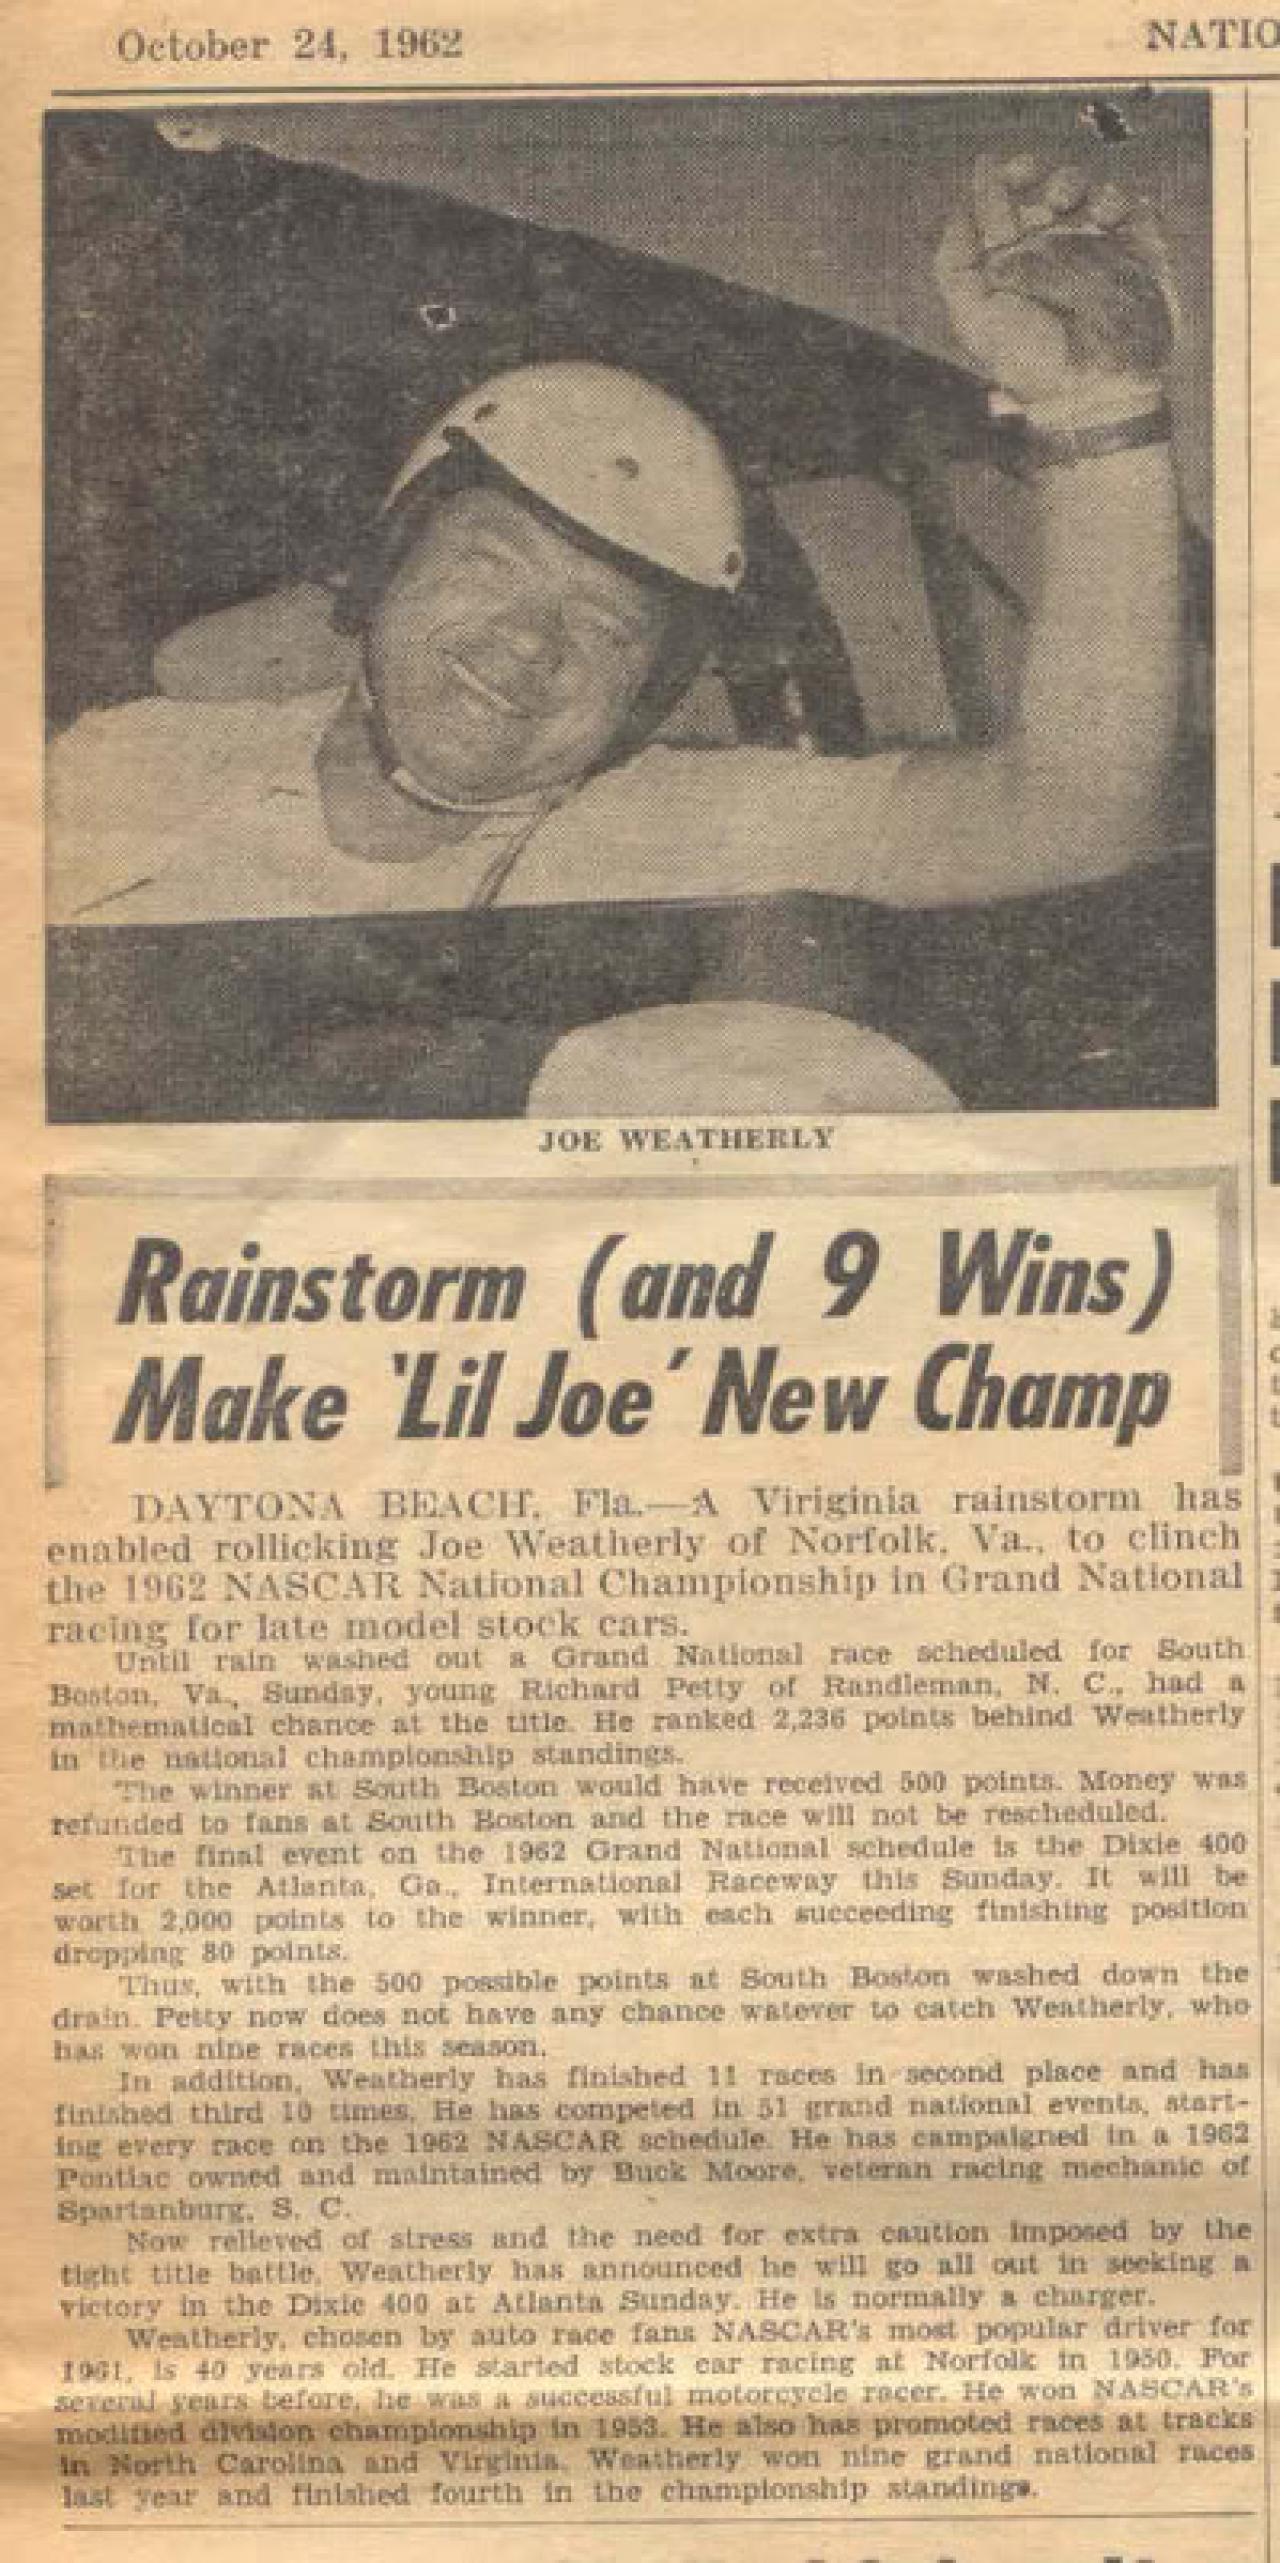 October 24, 1962
NATIO
JOE WEATHERLY
Rainstorm (and 9 Wins)
Make 'Lil Joe' New Champ
DAYTONA BEACH, Fla.—A Viriginia rainstorm has
enabled rollicking Joe Weatherly of Norfolk, Va., to clinch
the 1962 NASCAR National Championship in Grand National
racing for late model stock cars.
Until rain washed out a Grand National race scheduled for South
Boston, Va., Sunday, young Richard Petty of Randleman, N. C., had a
mathematical chance at the title. He ranked 2,236 points behind Weatherly
in the national championship standings.
The winner at South Boston would have received 500 points. Money was
refunded to fans at South Boston and the race will not be rescheduled.
The final event on the 1962 Grand National schedule is the Dixie 400
set for the Atlanta, Ga., International Raceway this Sunday. It will be
worth 2,000 points to the winner, with each succeeding finishing position
dropping 80 points.
Thus, with the 500 possible points at South Boston washed down the
drain, Petty now does not have any chance watever to catch Weatherly, who
has won nine races this season.
In addition, Weatherly has finished 11 races in second place and has
finished third 10 times. He has competed in 51 grand national events, start-
ing every race on the 1962 NASCAR schedule. He has campaigned in a 1962
Pontiac owned and maintained by Buck Moore, veteran racing mechanic of
Spartanburg, S. C.
Now relieved of stress and the need for extra caution imposed by the
tight title battle, Weatherly has announced he will go all out in seeking a
victory in the Dixie 400 at Atlanta Sunday. He is normally a charger.
Weatherly, chosen by auto race fans NASCAR's most popular driver for
1961, is 40 years old. He started stock car racing at Norfolk in 1950. For
several years before, he was a successful motorcycle racer. He won NASCAR's
modified division championship in 1953. He also has promoted races at tracks
in North Carolina and Virginia. Weatherly won nine grand national races
last year and finished fourth in the championship standings.